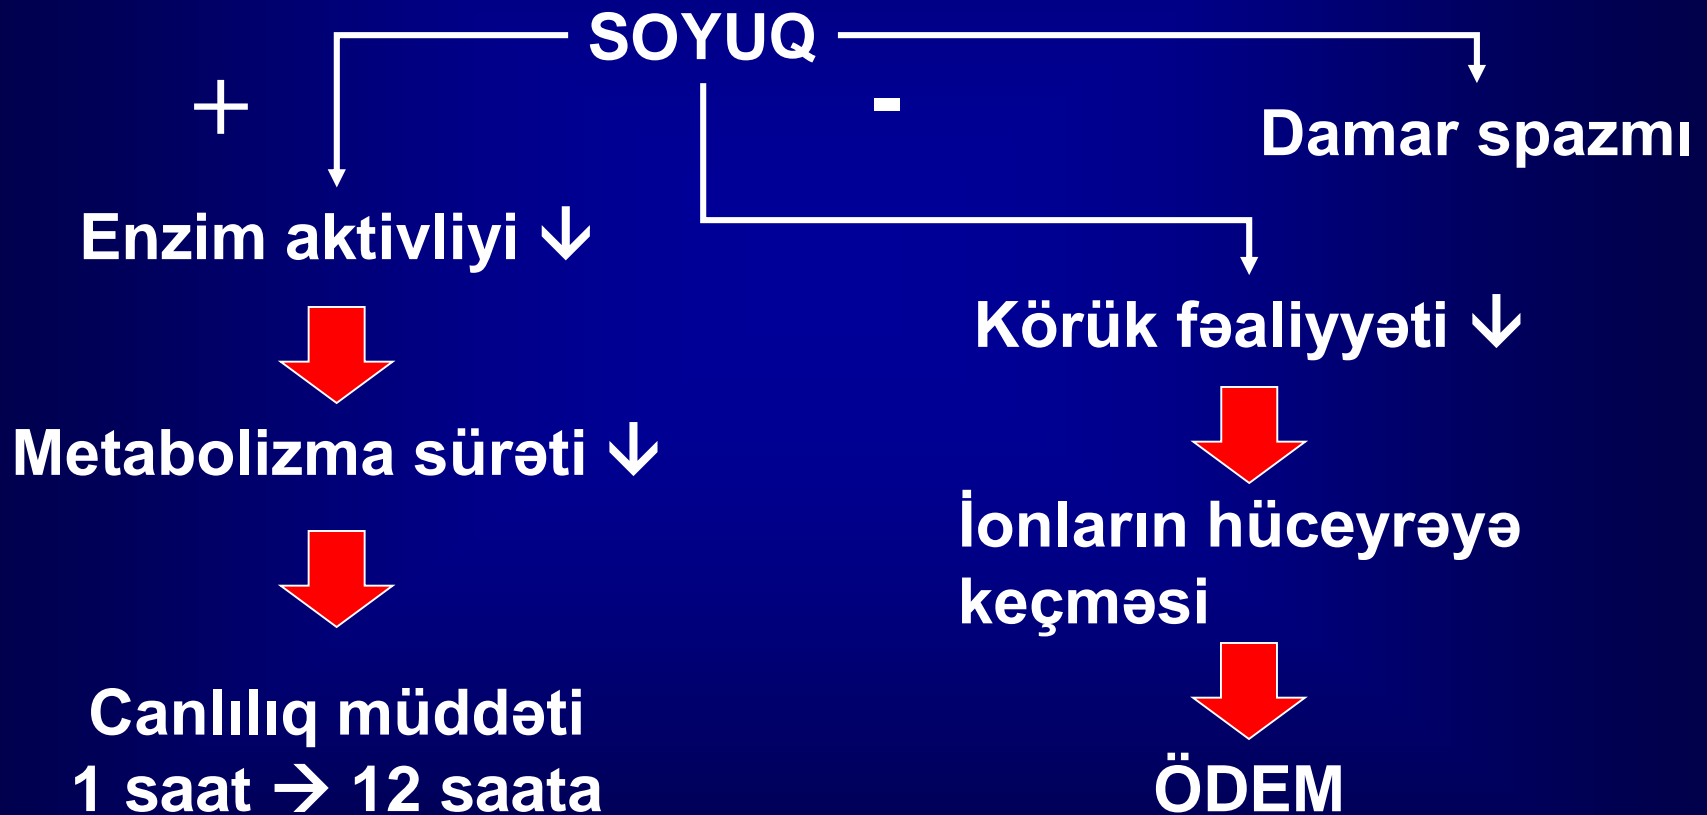 SOYUQ
+
-
Damar spazmı
Enzim aktivliyi ↓
Körük fəaliyyəti ↓
Metabolizma sürəti ↓
İonların hüceyrəyə
keçməsi
Canlılıq müddəti
1 saat → 12 saata
ÖDEM